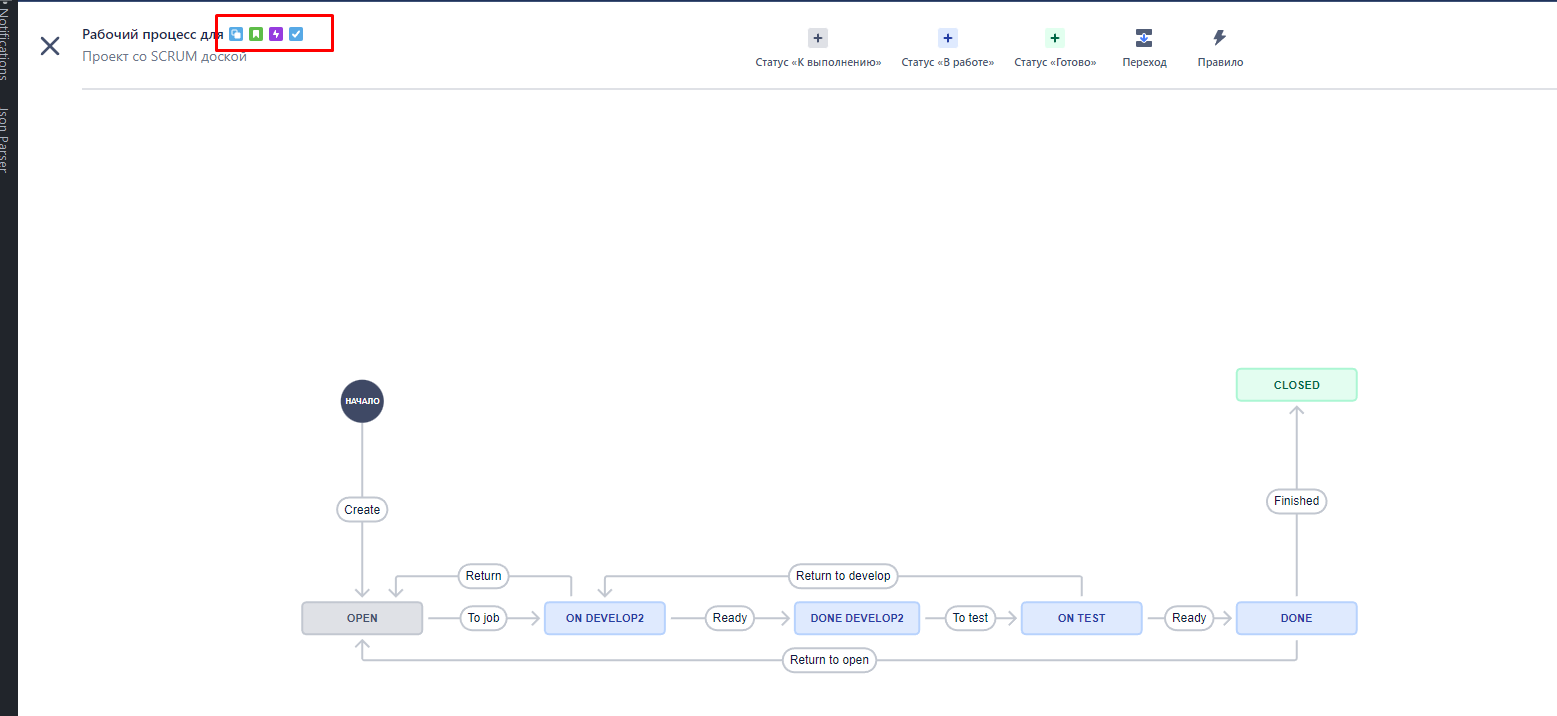 Notifications
Json Parser
Рабочий процесс для
Проект со SCRUM доской
Статус «К выполнению»
Статус «В работе»
Статус «Готово»
Переход
Правило
CLOSED
НАЧАЛО
Finished
Create
Return
Return to develop
OPEN
To job
ON DEVELOP2
Ready
DONE DEVELOP2
To test
ON TEST
Ready
DONE
Return to open